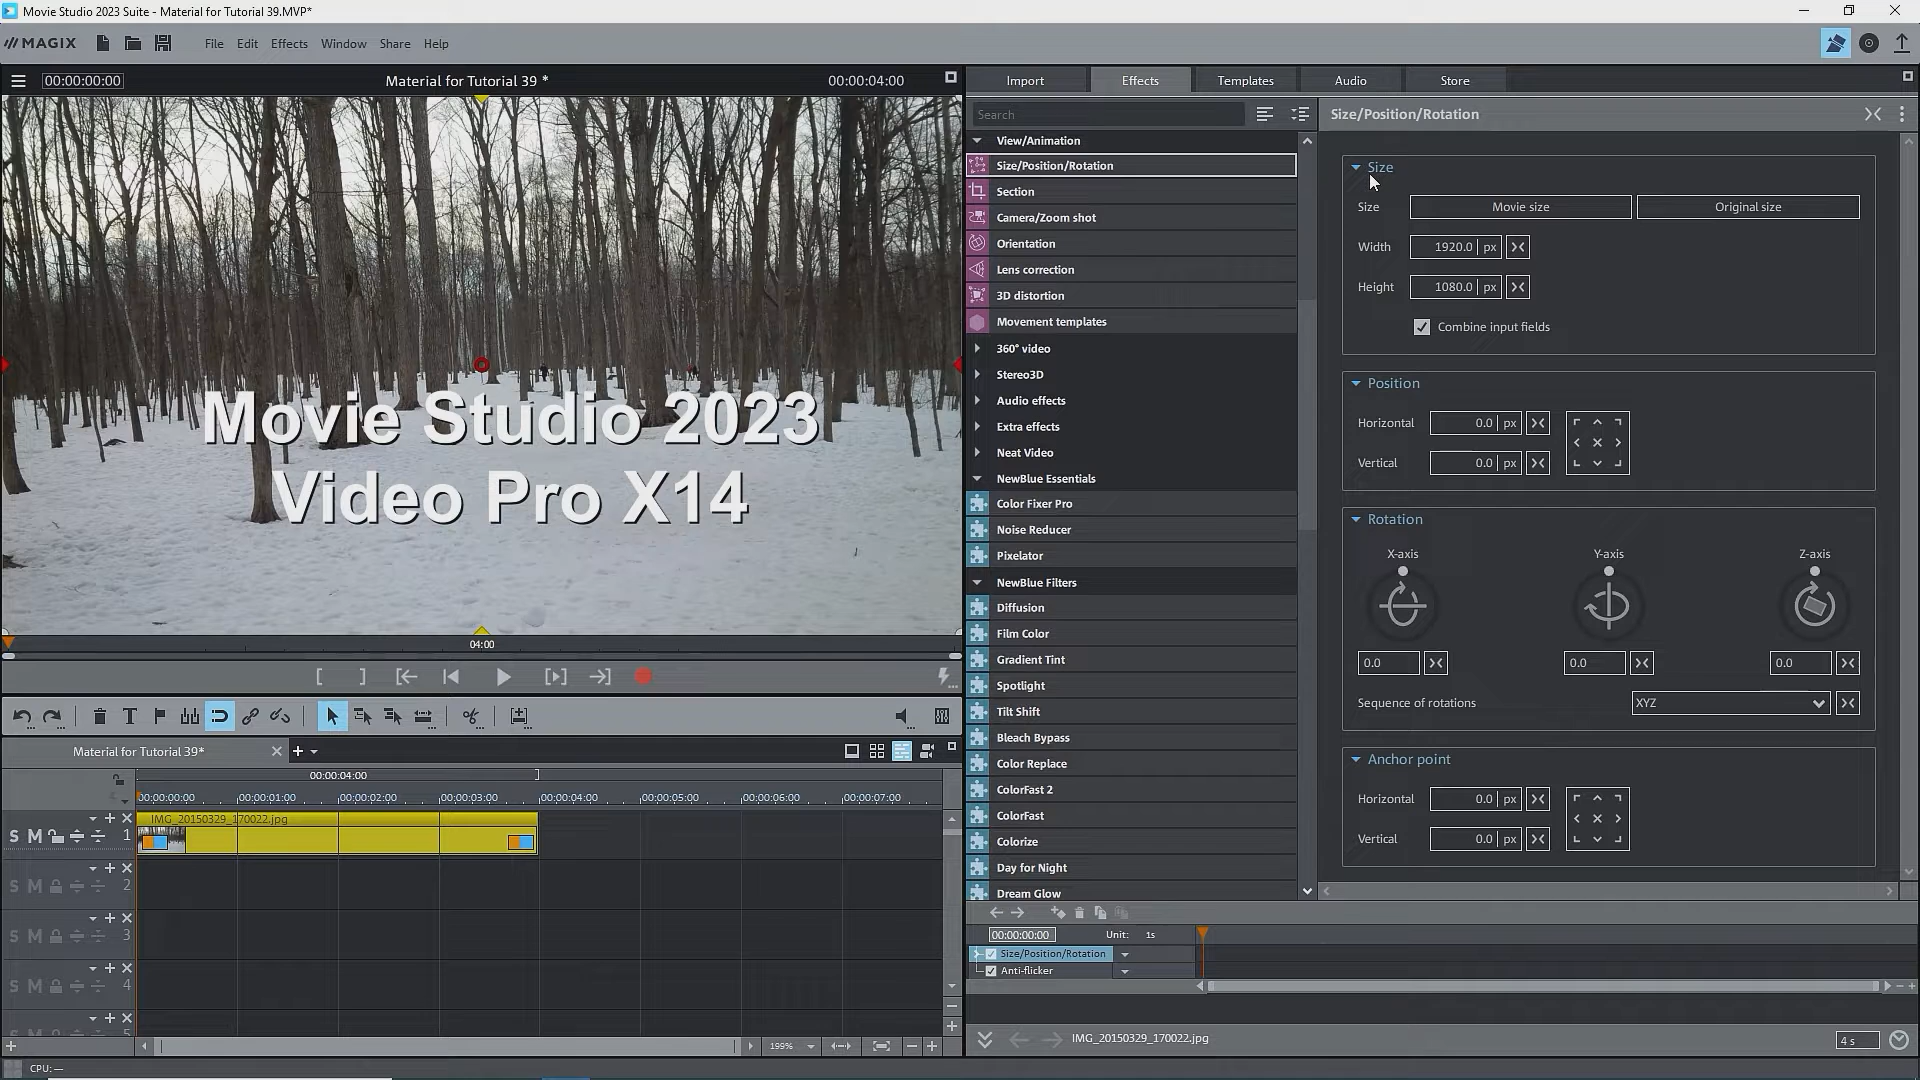 Movie Studio 2023 Suite - Material for Tutorial 39.MVP*
MAGIX File Edit Effects Window Share Help
00:00:00:00 Material for Tutorial 39 * 00:00:04:00
Movie Studio 2023
Video Pro X14
04:00
Material for Tutorial 39*
00:00:04:00
00:00:00:00 00:00:01:00 00:00:02:00 00:00:03:00 00:00:04:00 00:00:05:00 00:00:06:00 00:00:07:00
IMG_20150329_170022.jpg
S M 1
S M 2
S M 3
S M 4
199%
CPU: —
Import Effects Templates Audio Store
Search
View/Animation
Size/Position/Rotation
Section
Camera/Zoom shot
Orientation
Lens correction
3D distortion
Movement templates
360° video
Stereo3D
Audio effects
Extra effects
Neat Video
NewBlue Essentials
Color Fixer Pro
Noise Reducer
Pixelator
NewBlue Filters
Diffusion
Film Color
Gradient Tint
Spotlight
Tilt Shift
Bleach Bypass
Color Replace
ColorFast 2
ColorFast
Colorize
Day for Night
Dream Glow
Size/Position/Rotation
Size
Size Movie size Original size
Width 1920.0 px
Height 1080.0 px
Combine input fields
Position
Horizontal 0.0 px
Vertical 0.0 px
Rotation
X-axis Y-axis Z-axis
0.0 0.0 0.0
Sequence of rotations XYZ
Anchor point
Horizontal 0.0 px
Vertical 0.0 px
00:00:00:00 Unit: 1s
Size/Position/Rotation
Anti-flicker
IMG_20150329_170022.jpg 4 s